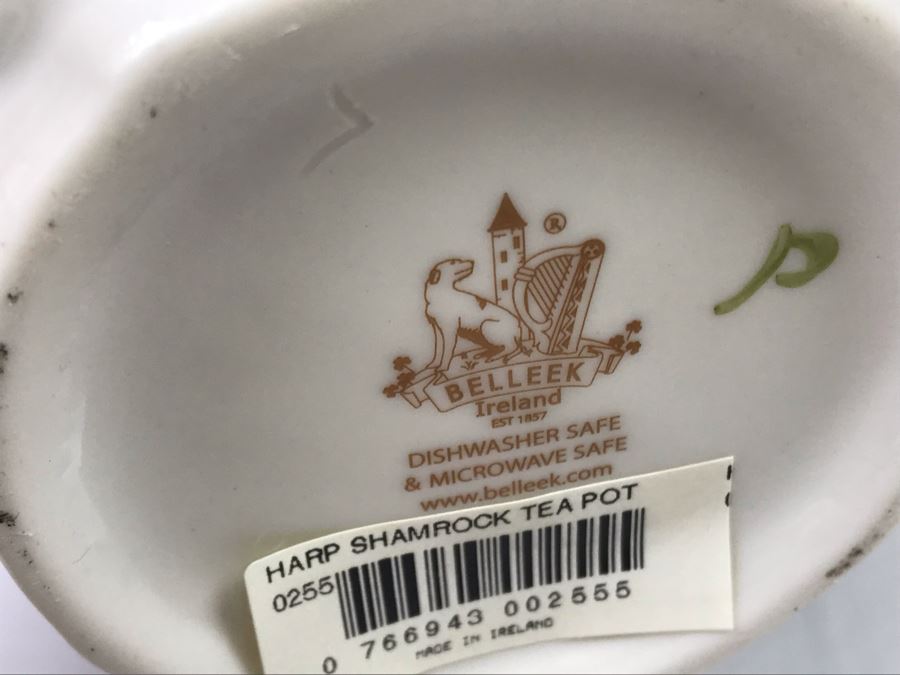 ®
BELLEEK
Ireland
EST 1857
DISHWASHER SAFE
& MICROWAVE SAFE
www.belleek.com
HARP SHAMROCK TEA POT
0255
0 766943 002555
MADE IN IRELAND